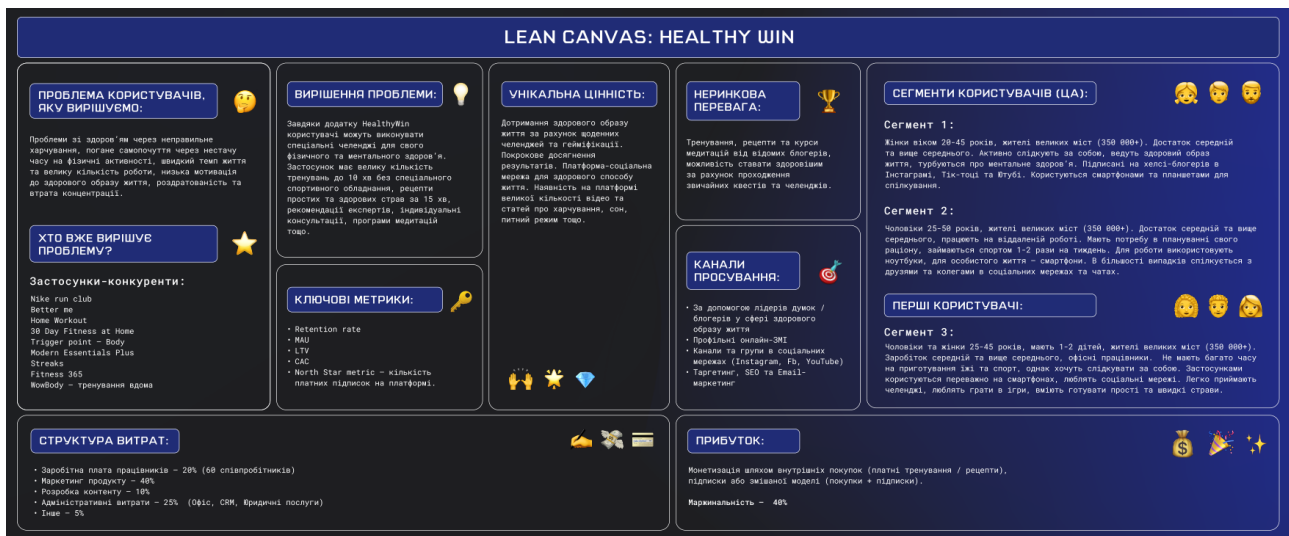 LEAN CANVAS: HEALTHY WIN
ПРОБЛЕМА КОРИСТУВАЧІВ,
ЯКУ ВИРІШУЄМО:
Проблеми зі здоров'ям через неправильне
харчування, погане самопочуття через нестачу
часу на фізичні активності, швидкий темп життя
та велику кількість роботи, низька мотивація
до здорового образу життя, роздратованість та
втрата концентрації.
ХТО ВЖЕ ВИРІШУЄ
ПРОБЛЕМУ?
Застосунки-конкуренти:
Nike run club
Better me
Home Workout
30 Day Fitness at Home
Trigger point – Body
Modern Essentials Plus
Streaks
Fitness 365
WowBody – тренування вдома
ВИРІШЕННЯ ПРОБЛЕМИ:
Завдяки додатку HealthyWin
користувачі можуть виконувати
спеціальні челенджі для свого
фізичного та ментального здоров'я.
Застосунок має велику кількість
тренувань до 10 хв без спеціального
спортивного обладнання, рецепти
простих та здорових страв за 15 хв,
рекомендації експертів, індивідуальні
консультації, програми медитацій
тощо.
КЛЮЧОВІ МЕТРИКИ:
• Retention rate
• MAU
• LTV
• CAC
• North Star metric – кількість
платних підписок на платформі.
УНІКАЛЬНА ЦІННІСТЬ:
Дотримання здорового образу
життя за рахунок щоденних
челенджей та гейміфікації.
Покрокове досягнення
результатів. Платформа-соціальна
мережа для здорового способу
життя. Наявність на платформі
великої кількості відео та
статей про харчування, сон,
питний режим тощо.
НЕРИНКОВА
ПЕРЕВАГА:
Тренування, рецепти та курси
медитацій від відомих блогерів,
можливість ставати здоровішим
за рахунок проходження
звичайних квестів та челенджів.
КАНАЛИ
ПРОСУВАННЯ:
• За допомогою лідерів думок /
блогерів у сфері здорового
образу життя
• Профільні онлайн-ЗМІ
• Канали та групи в соціальних
мережах (Instagram, Fb, YouTube)
• Таргетинг, SEO та Email-
маркетинг
СЕГМЕНТИ КОРИСТУВАЧІВ (ЦА):
Сегмент 1:
Жінки віком 20-45 років, жителі великих міст (350 000+). Достаток середній
та вище середнього. Активно слідкують за собою, ведуть здоровий образ
життя, турбуються про ментальне здоров'я. Підписані на хелсі-блогерів в
Інстаграмі, Тік-тоці та Ютубі. Користуються смартфонами та планшетами для
спілкування.
Сегмент 2:
Чоловіки 25-50 років, жителі великих міст (350 000+). Достаток середній та вище
середнього, працюють на віддаленій роботі. Мають потребу в плануванні свого
раціону, займаються спортом 1-2 рази на тиждень. Для роботи використовують
ноутбуки, для особистого життя – смартфони. В більшості випадків спілкується з
друзями та колегами в соціальних мережах та чатах.
ПЕРШІ КОРИСТУВАЧІ:
Сегмент 3:
Чоловіки та жінки 25-45 років, мають 1-2 дітей, жителі великих міст (350 000+).
Заробіток середній та вище середнього, офісні працівники. Не мають багато часу
на приготування їжі та спорт, однак хочуть слідкувати за собою. Застосунками
користуються переважно на смартфонах, люблять соціальні мережі. Легко приймають
челенджі, люблять грати в ігри, вміють готувати прості та швидкі страви.
СТРУКТУРА ВИТРАТ:
• Заробітна плата працівників – 20% (60 співпробітників)
• Маркетинг продукту – 40%
• Розробка контенту – 10%
• Адміністративні витрати – 25% (Офіс, CRM, Юридичні послуги)
• Інше – 5%
ПРИБУТОК:
Монетизація шляхом внутрішніх покупок (платні тренування / рецепти),
підписки або змішаної моделі (покупки + підписки).
Маржинальність – 40%